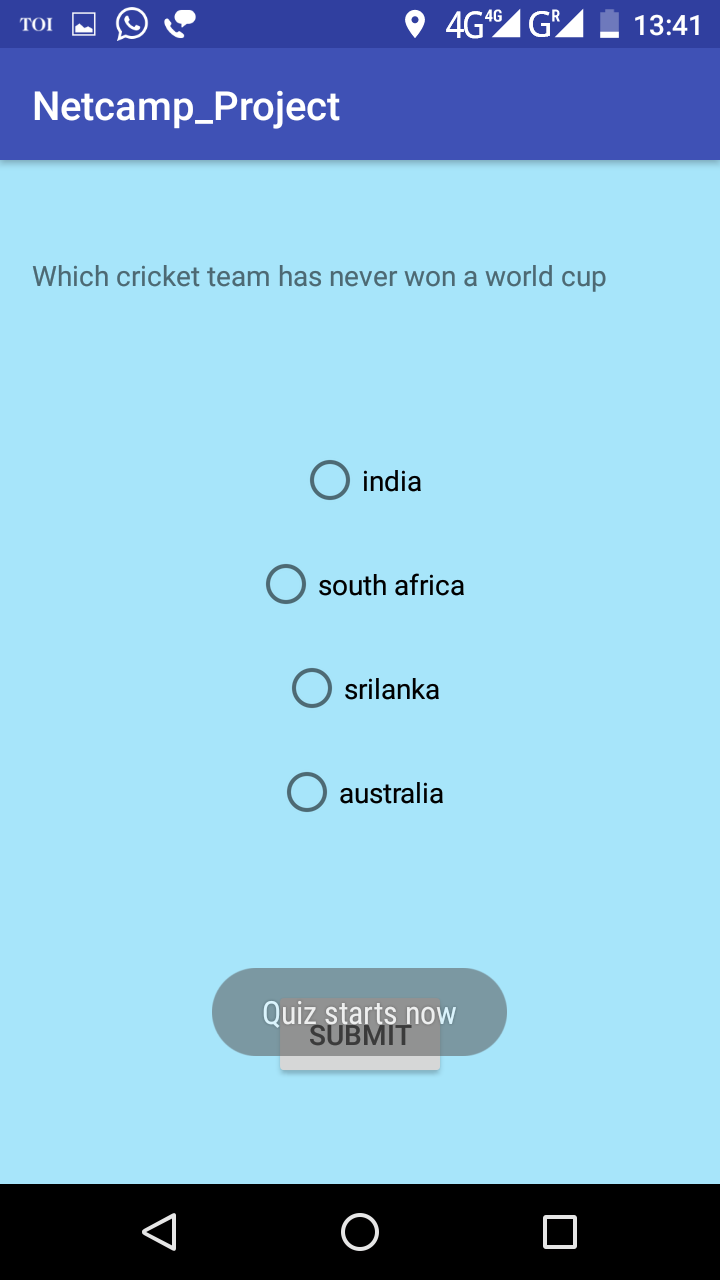 TOI 4G 4G G R 13:41
Netcamp_Project
Which cricket team has never won a world cup
india
south africa
srilanka
australia
Quiz starts now
SUBMIT